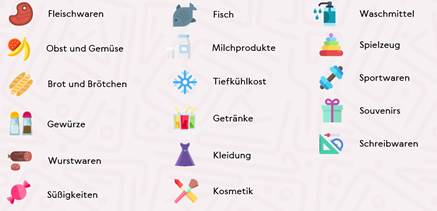 Fleischwaren
Obst und Gemüse
Brot und Brötchen
Gewürze
Wurstwaren
Süßigkeiten
Fisch
Milchprodukte
Tiefkühlkost
Getränke
Kleidung
Kosmetik
Waschmittel
Spielzeug
Sportwaren
Souvenirs
Schreibwaren